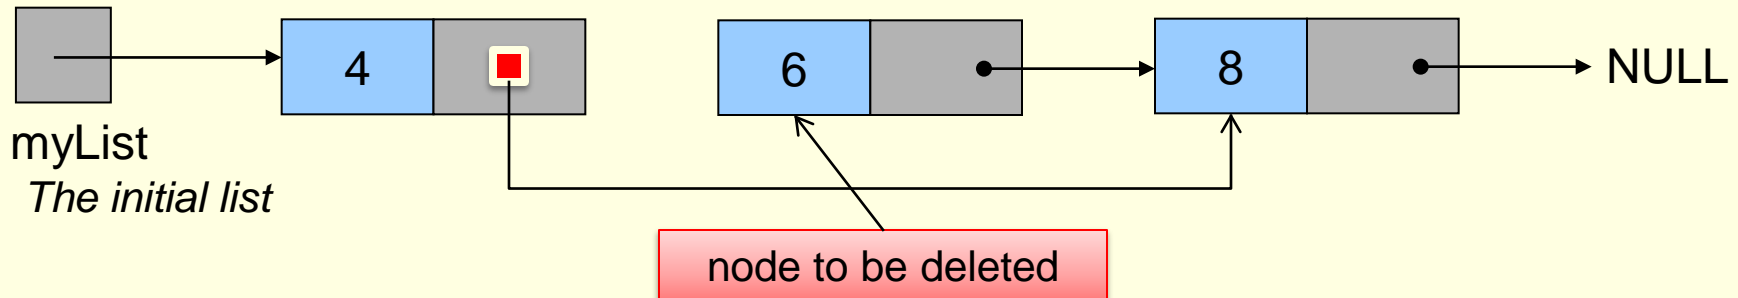 4
6
8
NULL
myList
The initial list
node to be deleted